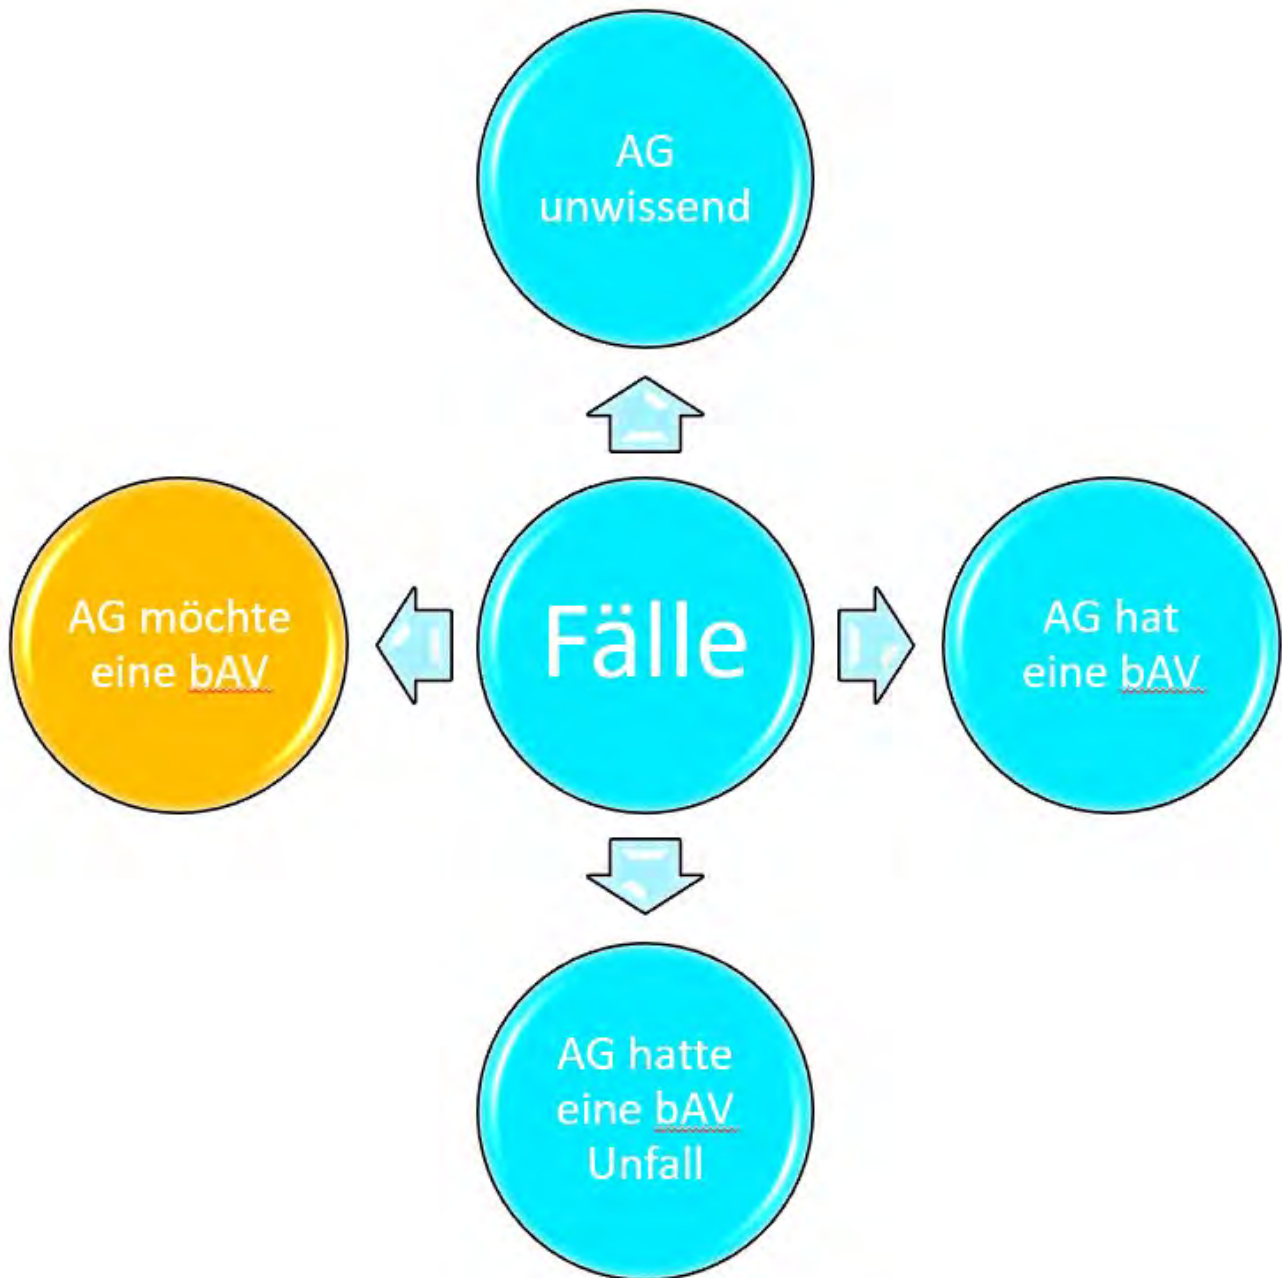 AG
unwissend
AG möchte
eine bAV
Fälle
AG hat
eine bAV
AG hatte
eine bAV
Unfall